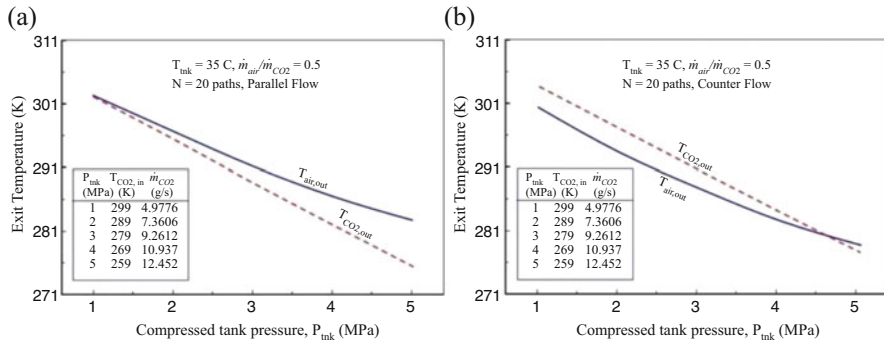 (a)
311
301
291
281
271
Exit Temperature (K)
T_tnk = 35 C, ṁ_air/ṁ_CO2 = 0.5
N = 20 paths, Parallel Flow
T_air,out
T_CO2,out
P_tnk T_CO2, in ṁ_CO2
(MPa) (K) (g/s)
1 299 4.9776
2 289 7.3606
3 279 9.2612
4 269 10.937
5 259 12.452
1 2 3 4 5
Compressed tank pressure, P_tnk (MPa)
(b)
311
301
291
281
271
Exit Temperature (K)
T_tnk = 35 C, ṁ_air/ṁ_CO2 = 0.5
N = 20 paths, Counter Flow
T_CO2,out
T_air,out
P_tnk T_CO2, in ṁ_CO2
(MPa) (K) (g/s)
1 299 4.9776
2 289 7.3606
3 279 9.2612
4 269 10.937
5 259 12.452
1 2 3 4 5
Compressed tank pressure, P_tnk (MPa)